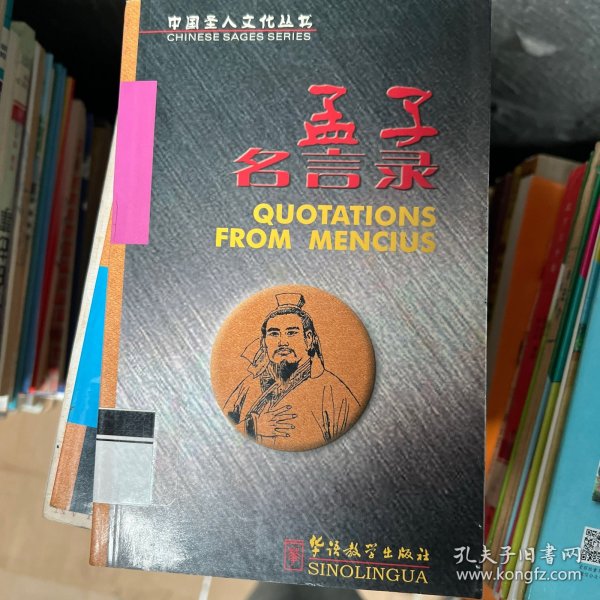 中国圣人文化丛书
CHINESE SAGES SERIES
孟子
名言录
QUOTATIONS
FROM MENCIUS
华语教学出版社
SINOLINGUA
孔夫子旧书网
www.kongfz.com